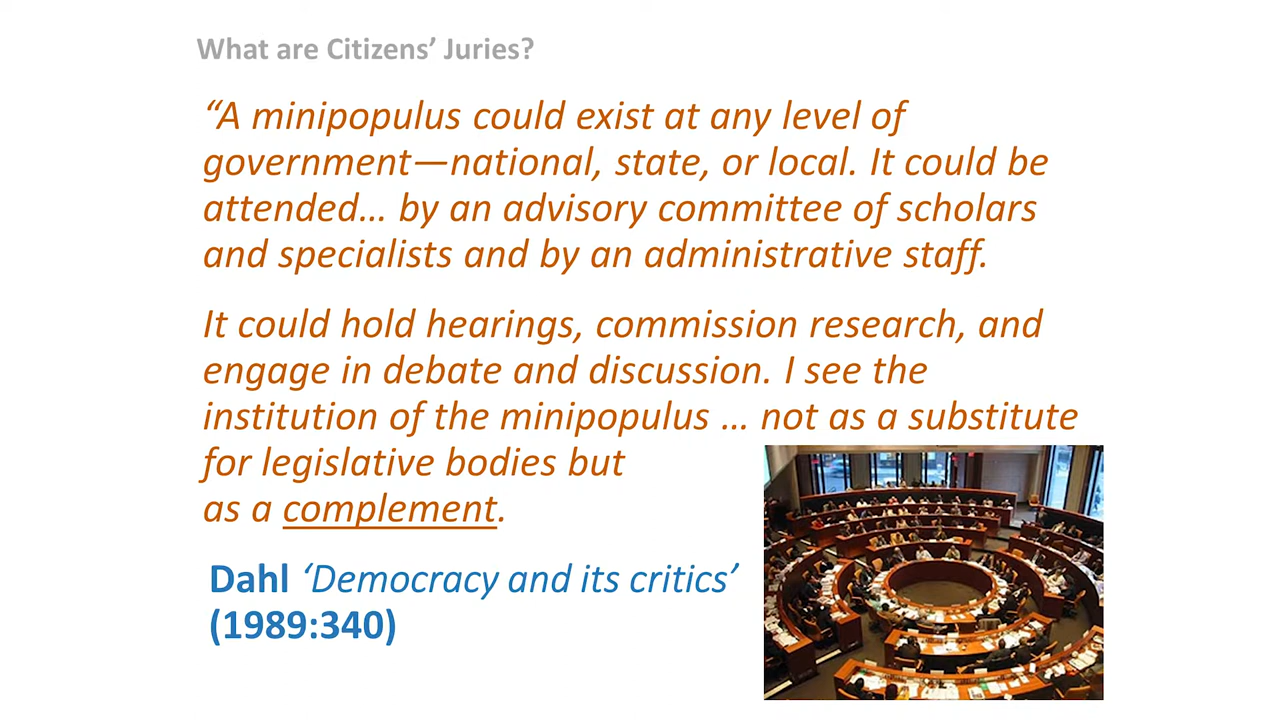 What are Citizens’ Juries?
“A minipopulus could exist at any level of
government—national, state, or local. It could be
attended... by an advisory committee of scholars
and specialists and by an administrative staff.
It could hold hearings, commission research, and
engage in debate and discussion. I see the
institution of the minipopulus ... not as a substitute
for legislative bodies but
as a complement.
Dahl ‘Democracy and its critics’
(1989:340)